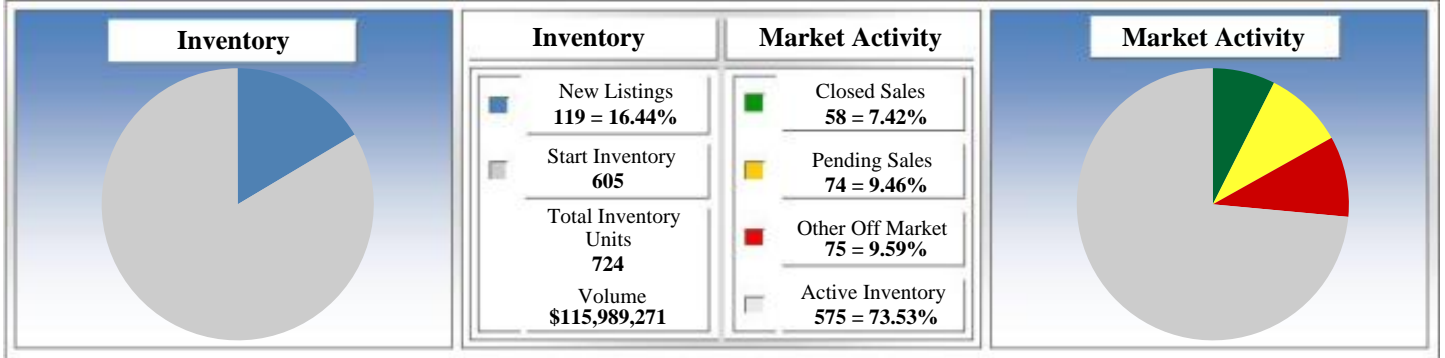 Inventory
Inventory
New Listings
119 = 16.44%
Start Inventory
605
Total Inventory
Units
724
Volume
$115,989,271
Market Activity
Closed Sales
58 = 7.42%
Pending Sales
74 = 9.46%
Other Off Market
75 = 9.59%
Active Inventory
575 = 73.53%
Market Activity